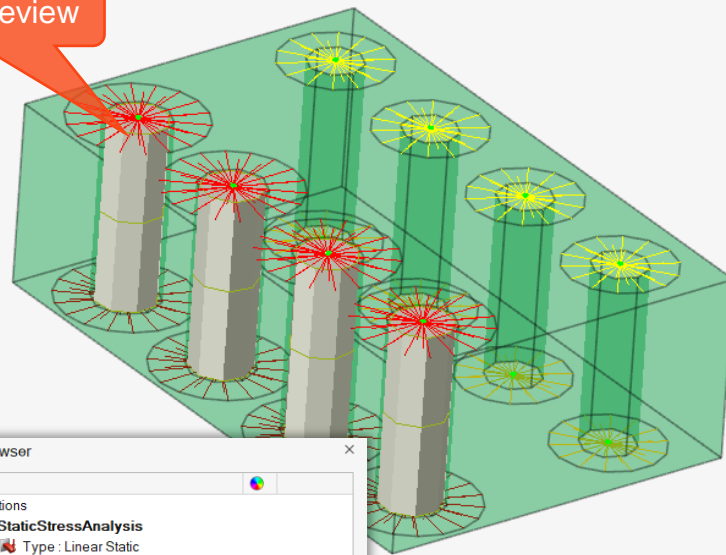 eview
wser
tions
StaticStressAnalysis
Type : Linear Static